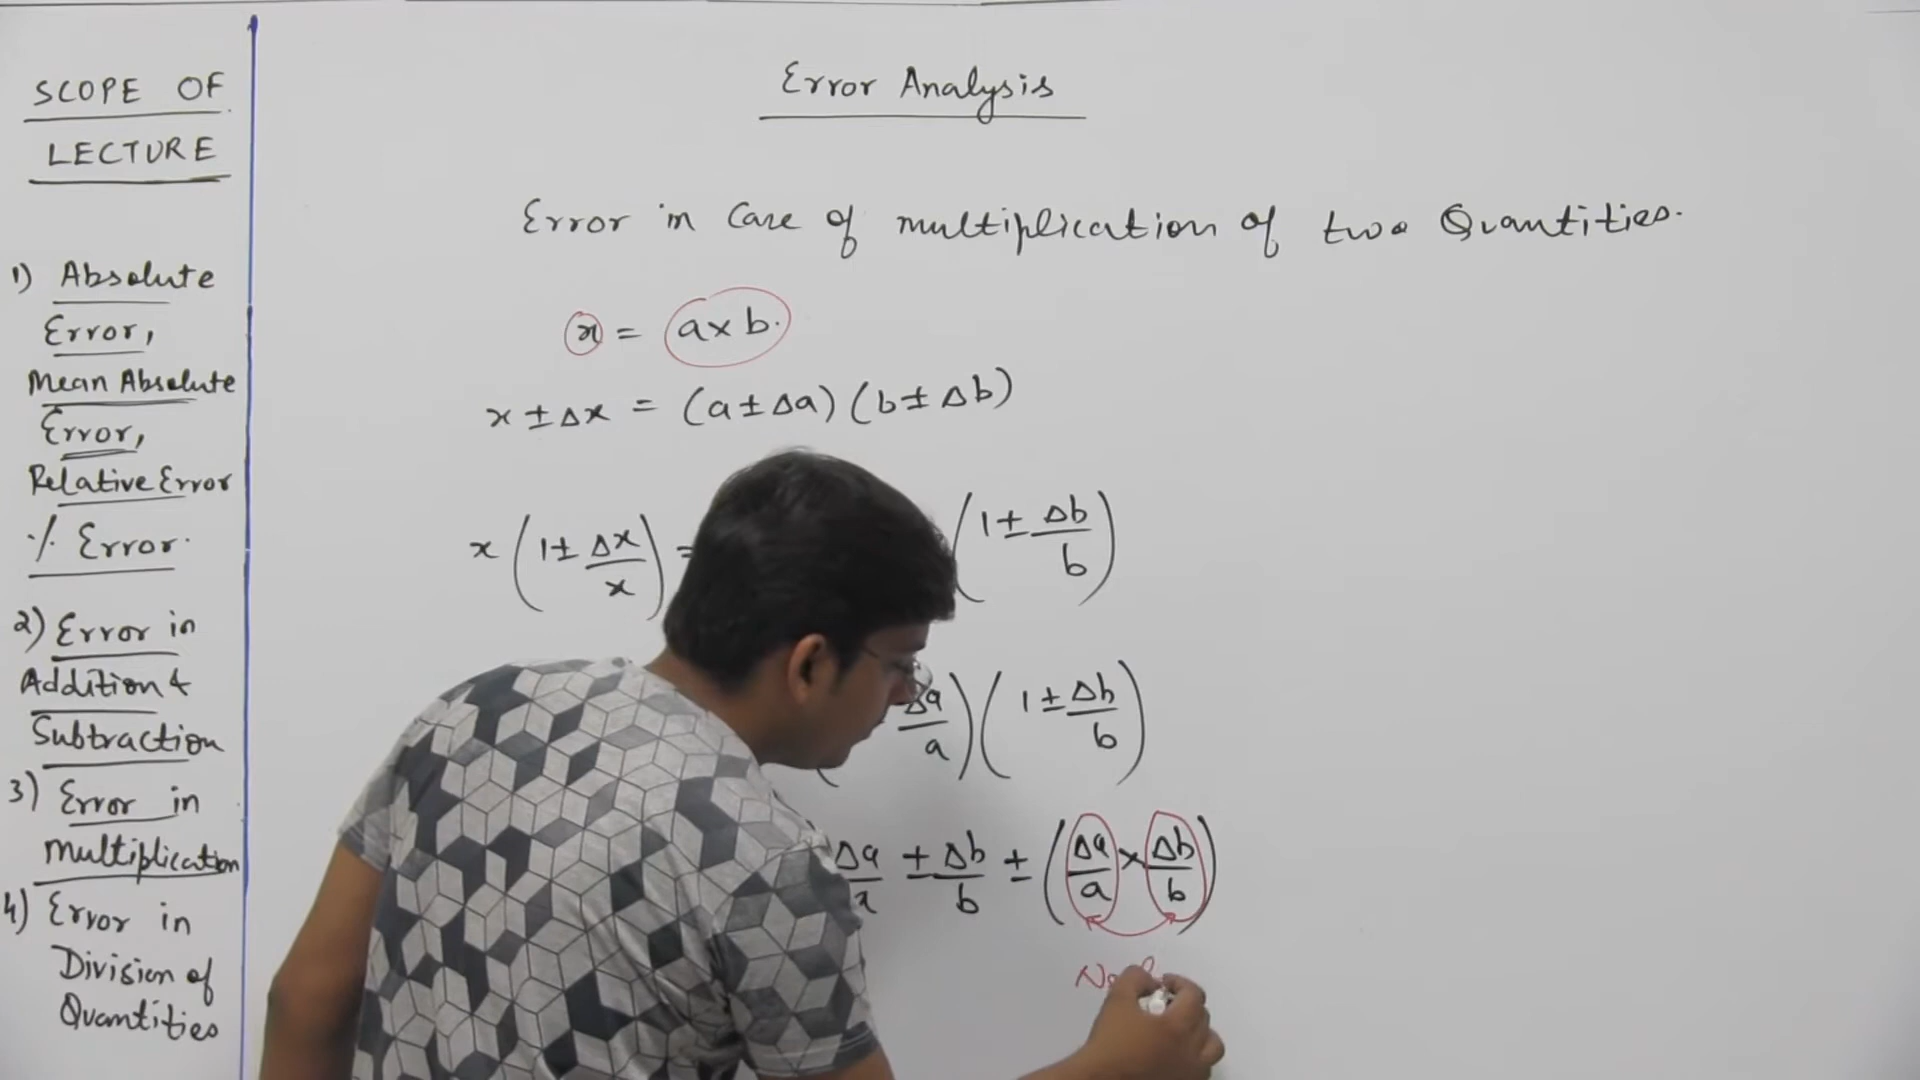 SCOPE OF
LECTURE
1) Absolute
Error,
Mean Absolute
Error,
Relative Error
·/. Error.
2) Error in
Addition &
Subtraction
3) Error in
Multiplication
4) Error in
Division of
Quantities
Error Analysis
Error in Case of multiplication of two Quantities.
x = a×b.
x ± Δx = (a ± Δa) (b ± Δb)
x (1 ± Δx/x) = (1 ± Δb/b)
Δa/a) (1 ± Δb/b)
Δa/a ± Δb/b ± (Δa/a × Δb/b)